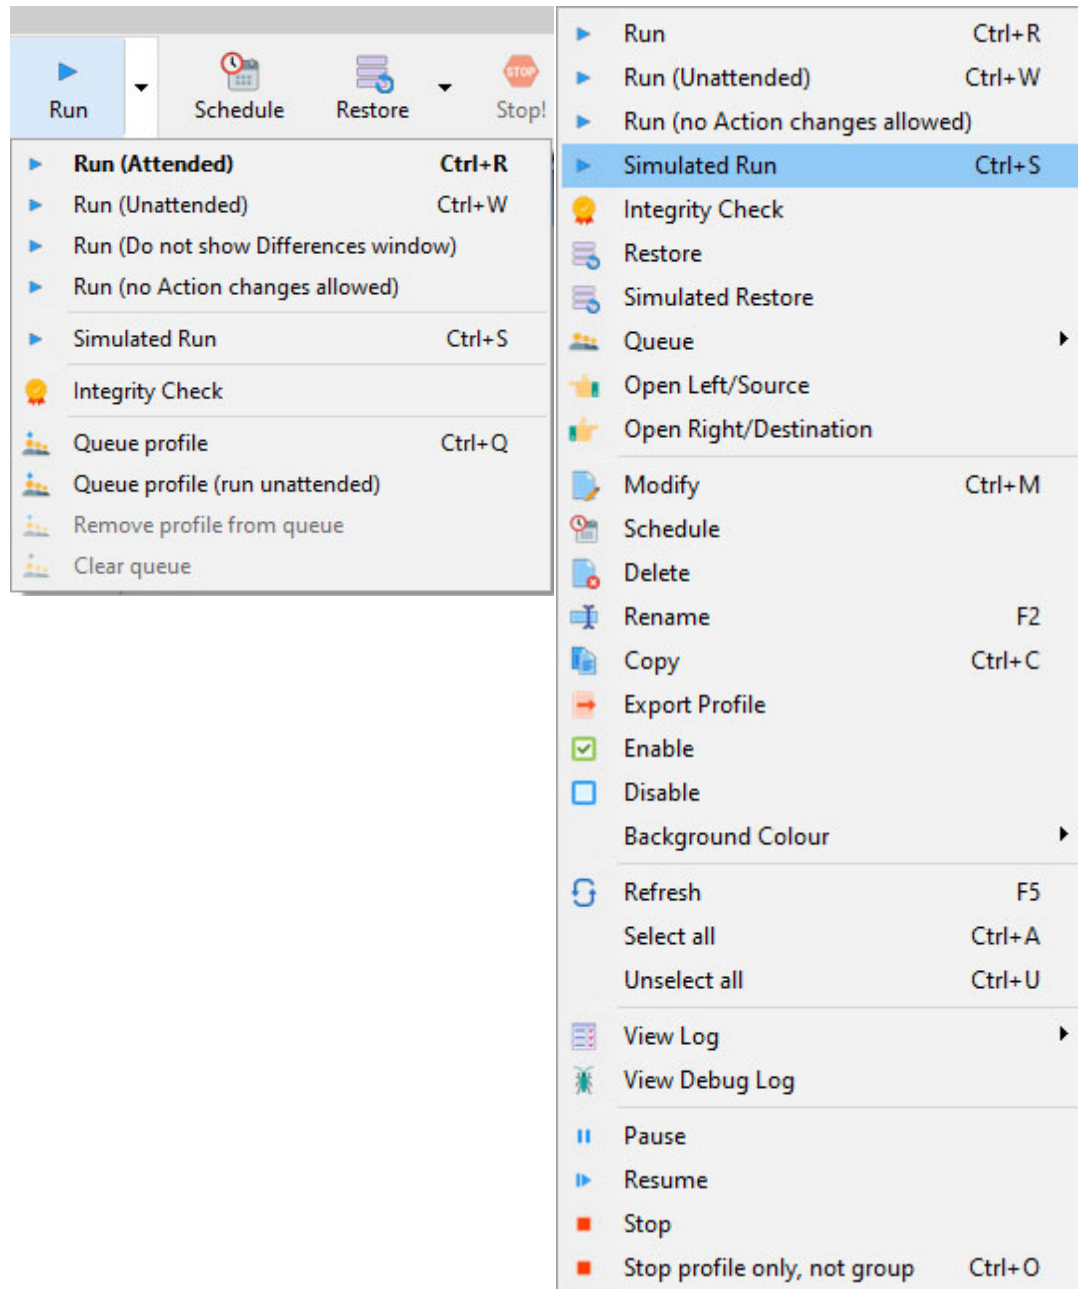 Run
Schedule
Restore
STOP
Stop!
Run (Attended) Ctrl+R
Run (Unattended) Ctrl+W
Run (Do not show Differences window)
Run (no Action changes allowed)
Simulated Run Ctrl+S
Integrity Check
Queue profile Ctrl+Q
Queue profile (run unattended)
Remove profile from queue
Clear queue
Run Ctrl+R
Run (Unattended) Ctrl+W
Run (no Action changes allowed)
Simulated Run Ctrl+S
Integrity Check
Restore
Simulated Restore
Queue
Open Left/Source
Open Right/Destination
Modify Ctrl+M
Schedule
Delete
Rename F2
Copy Ctrl+C
Export Profile
Enable
Disable
Background Colour
Refresh F5
Select all Ctrl+A
Unselect all Ctrl+U
View Log
View Debug Log
Pause
Resume
Stop
Stop profile only, not group Ctrl+O